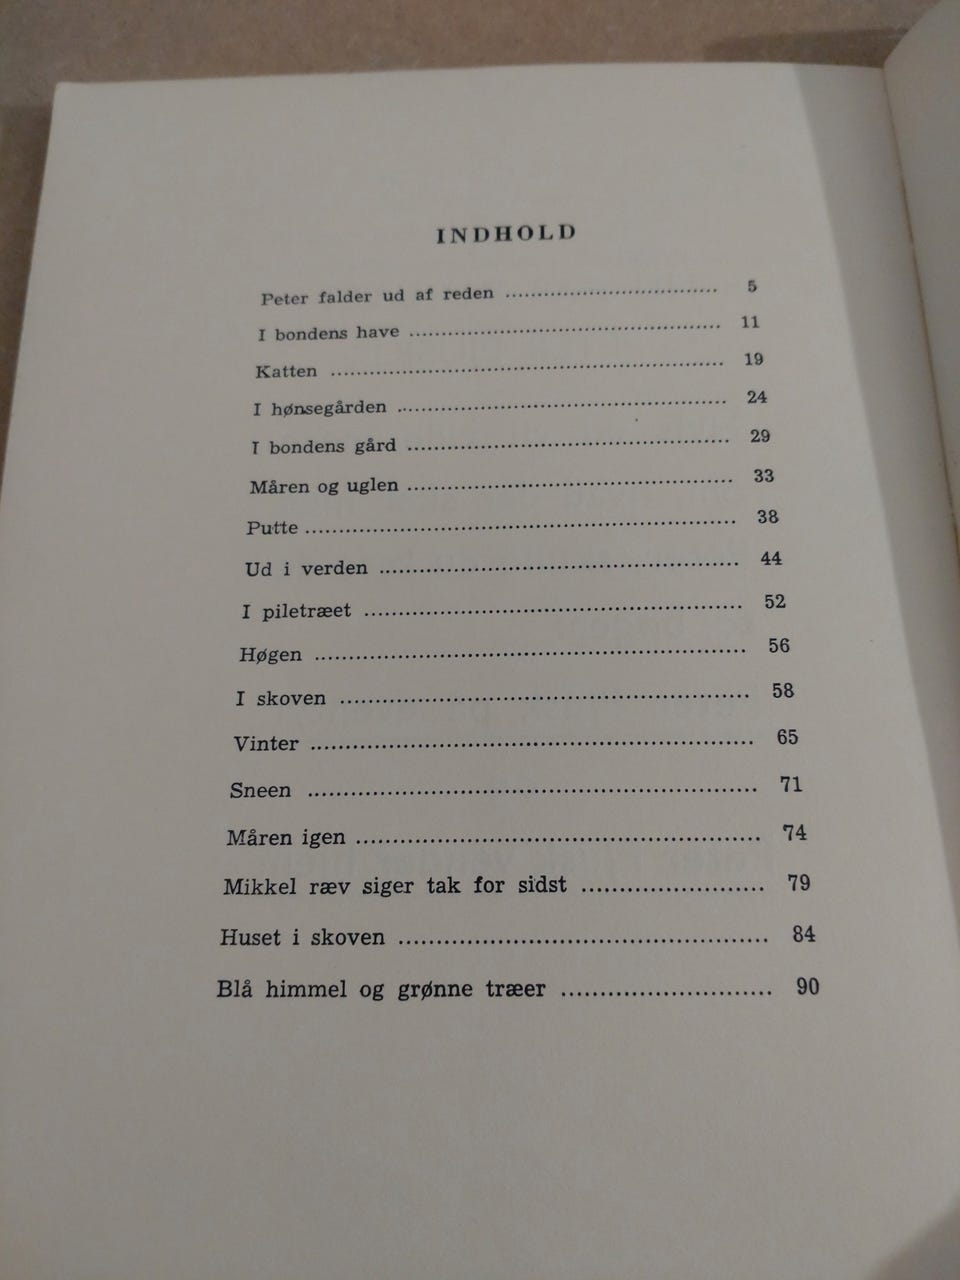 INDHOLD
Peter falder ud af reden ........................................ 5
I bondens have ........................................ 11
Katten ........................................ 19
I hønsegården ........................................ 24
I bondens gård ........................................ 29
Måren og uglen ........................................ 33
Putte ........................................ 38
Ud i verden ........................................ 44
I piletræet ........................................ 52
Høgen ........................................ 56
I skoven ........................................ 58
Vinter ........................................ 65
Sneen ........................................ 71
Måren igen ........................................ 74
Mikkel ræv siger tak for sidst ........................ 79
Huset i skoven ........................................ 84
Blå himmel og grønne træer ........................... 90